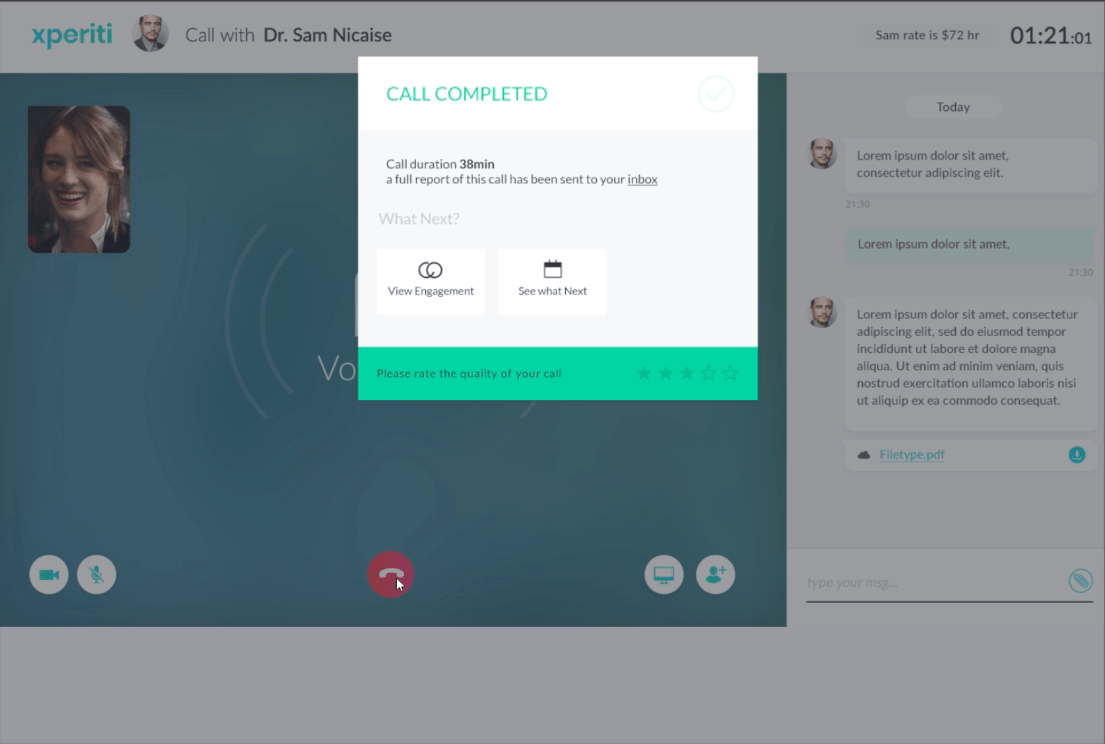 xperiti
Call with Dr. Sam Nicaise
Sam rate is $72 hr
01:21:01
CALL COMPLETED
Call duration 38min
a full report of this call has been sent to your inbox
What Next?
View Engagement
See what Next
Please rate the quality of your call
Vo
Today
Lorem ipsum dolor sit amet,
consectetur adipiscing elit.
21:30
Lorem ipsum dolor sit amet,
21:30
Lorem ipsum dolor sit amet, consectetur
adipiscing elit, sed do eiusmod tempor
incididunt ut labore et dolore magna
aliqua. Ut enim ad minim veniam, quis
nostrud exercitation ullamco laboris nisi
ut aliquip ex ea commodo consequat.
Filetype.pdf
type your msg...